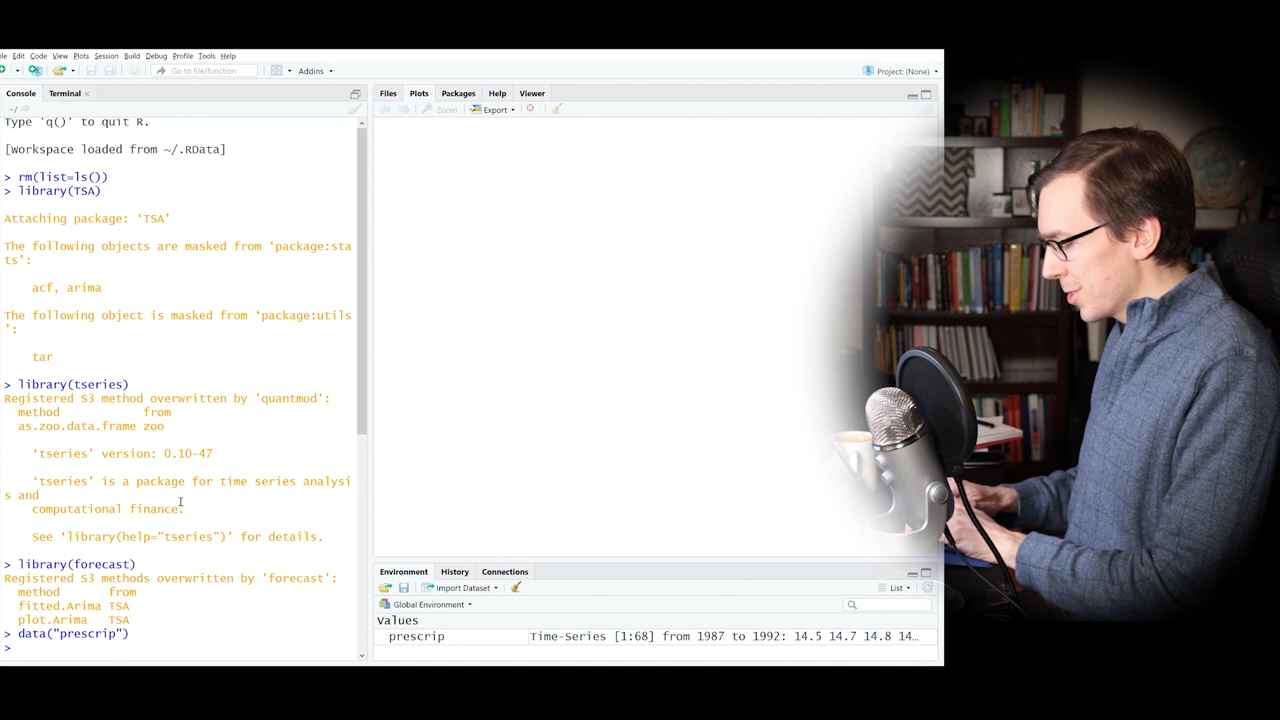 ile Edit Code View Plots Session Build Debug Profile Tools Help
Go to file/function Addins Project: (None)
Console Terminal
~/
Type 'q()' to quit R.
[Workspace loaded from ~/.RData]
> rm(list=ls())
> library(TSA)
Attaching package: ‘TSA’
The following objects are masked from ‘package:sta
ts’:
acf, arima
The following object is masked from ‘package:utils
’:
tar
> library(tseries)
Registered S3 method overwritten by 'quantmod':
method from
as.zoo.data.frame zoo
‘tseries’ version: 0.10-47
‘tseries’ is a package for time series analysi
s and
computational finance.
See ‘library(help="tseries")’ for details.
> library(forecast)
Registered S3 methods overwritten by 'forecast':
method from
fitted.Arima TSA
plot.Arima TSA
> data("prescrip")
>
Files Plots Packages Help Viewer
Zoom Export
Environment History Connections
Import Dataset List
Global Environment
Values
prescrip Time-Series [1:68] from 1987 to 1992: 14.5 14.7 14.8 14…